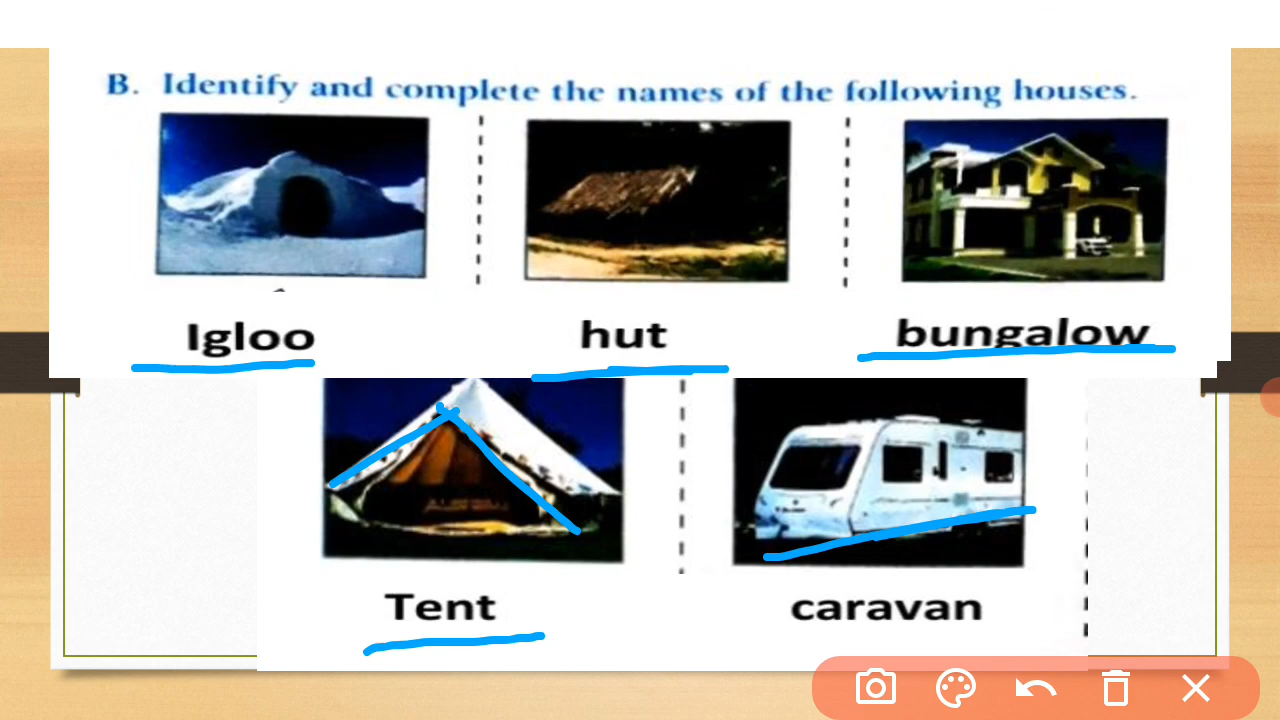 B. Identify and complete the names of the following houses.
Igloo hut bungalow
Tent caravan